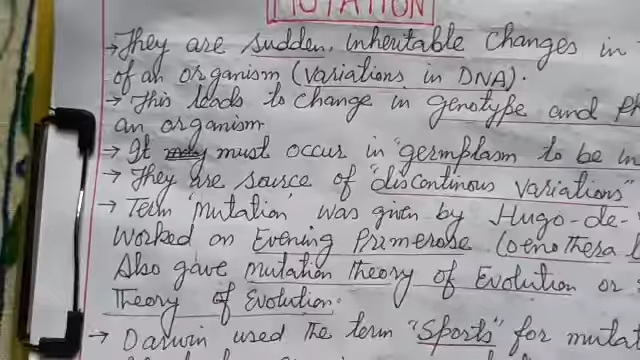 MUTATION
→ They are sudden, inheritable changes in
of an organism (variations in DNA).
→ This leads to change in genotype and Ph
an organism.
→ It must occur in "germplasm to be in
→ They are source of "discontinous variations"
→ Term 'mutation' was given by Hugo-de-
Worked on Evening Primerose (oenothera l
Also gave mutation theory of Evolution or s
Theory of Evolution.
→ Darwin used the term "Sports" for mutat